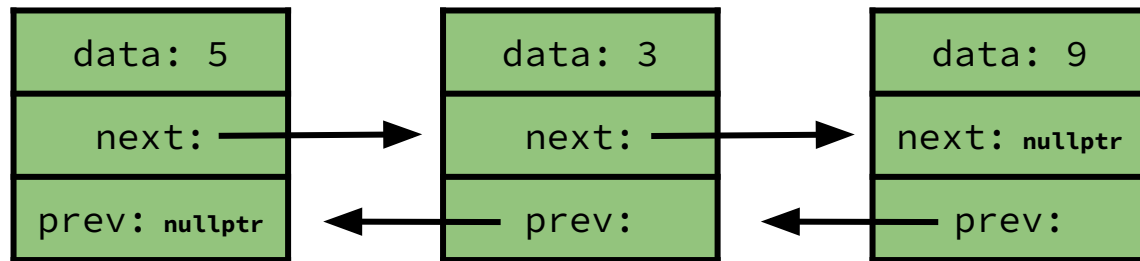 data: 5
next:
prev: nullptr
data: 3
next:
prev:
data: 9
next: nullptr
prev: